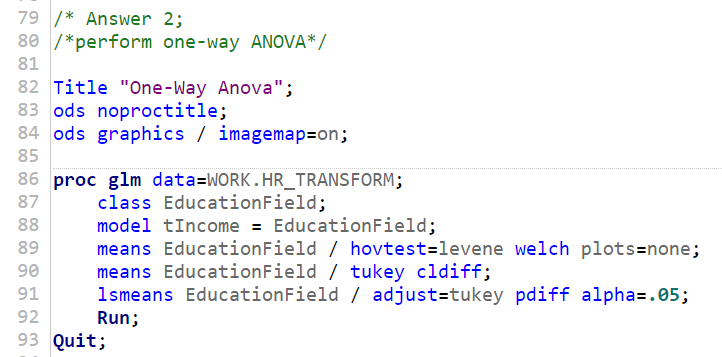 79 /* Answer 2;
80 /*perform one-way ANOVA*/
81
82 Title "One-Way Anova";
83 ods noproctitle;
84 ods graphics / imagemap=on;
85
86 proc glm data=WORK.HR_TRANSFORM;
87 class EducationField;
88 model tIncome = EducationField;
89 means EducationField / hovtest=levene welch plots=none;
90 means EducationField / tukey cldiff;
91 lsmeans EducationField / adjust=tukey pdiff alpha=.05;
92 Run;
93 Quit;